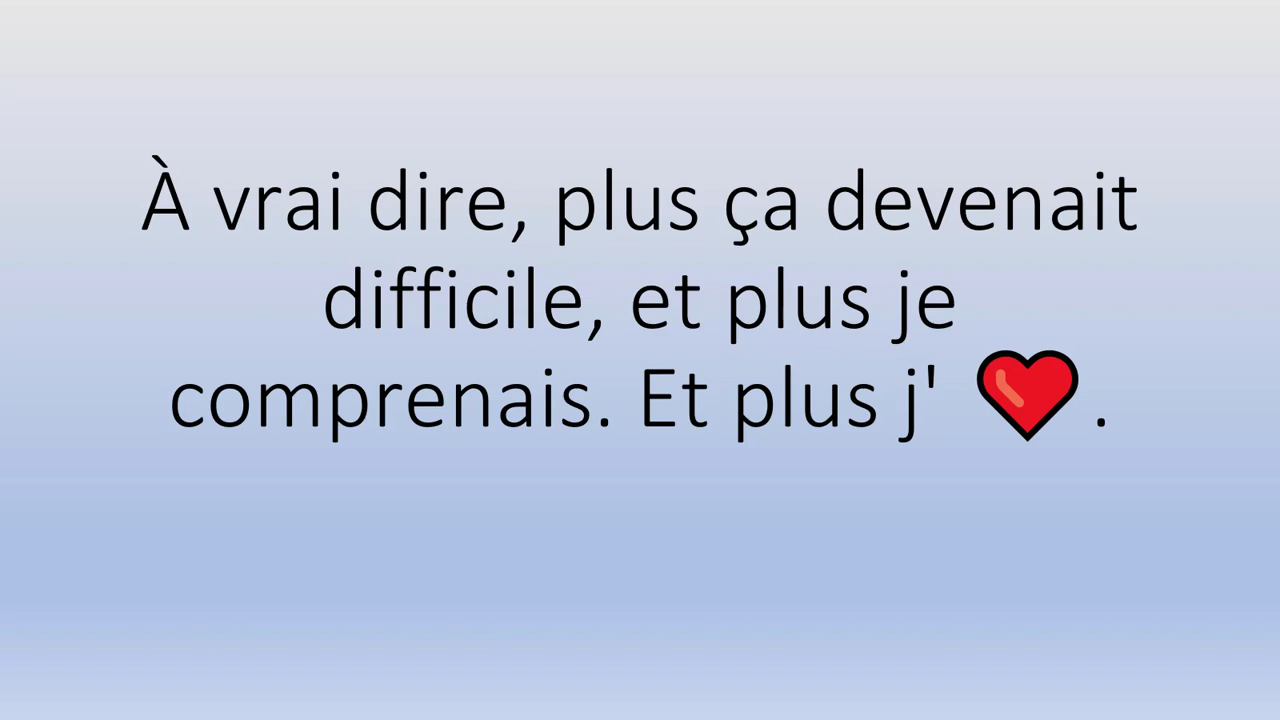 À vrai dire, plus ça devenait
difficile, et plus je
comprenais. Et plus j' ❤️.